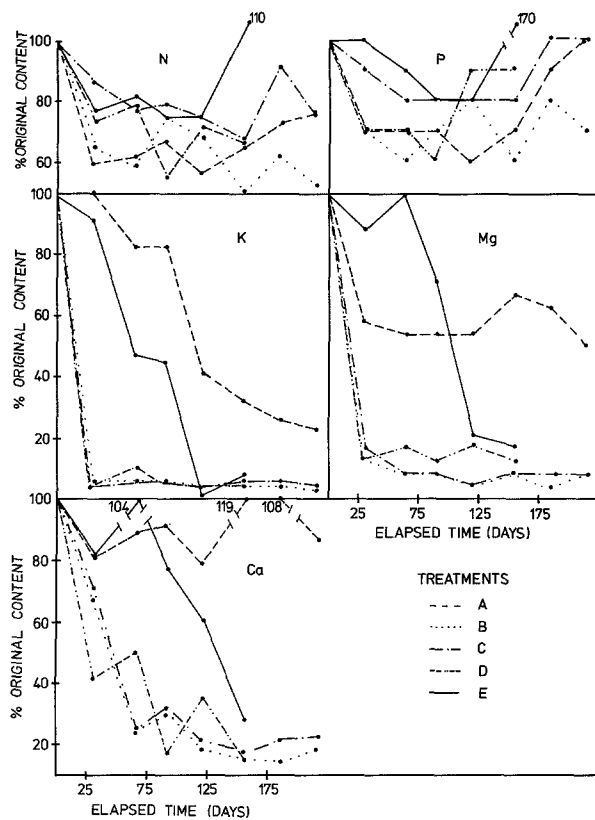 110
170
100
100
N
P
80
80
% ORIGINAL CONTENT
60
60
100
100
K
Mg
80
% ORIGINAL CONTENT
60
40
20
25
75
125
175
ELAPSED TIME (DAYS)
100
104
119
108
Ca
80
% ORIGINAL CONTENT
60
40
20
25
75
125
175
ELAPSED TIME (DAYS)
TREATMENTS
A
B
C
D
E